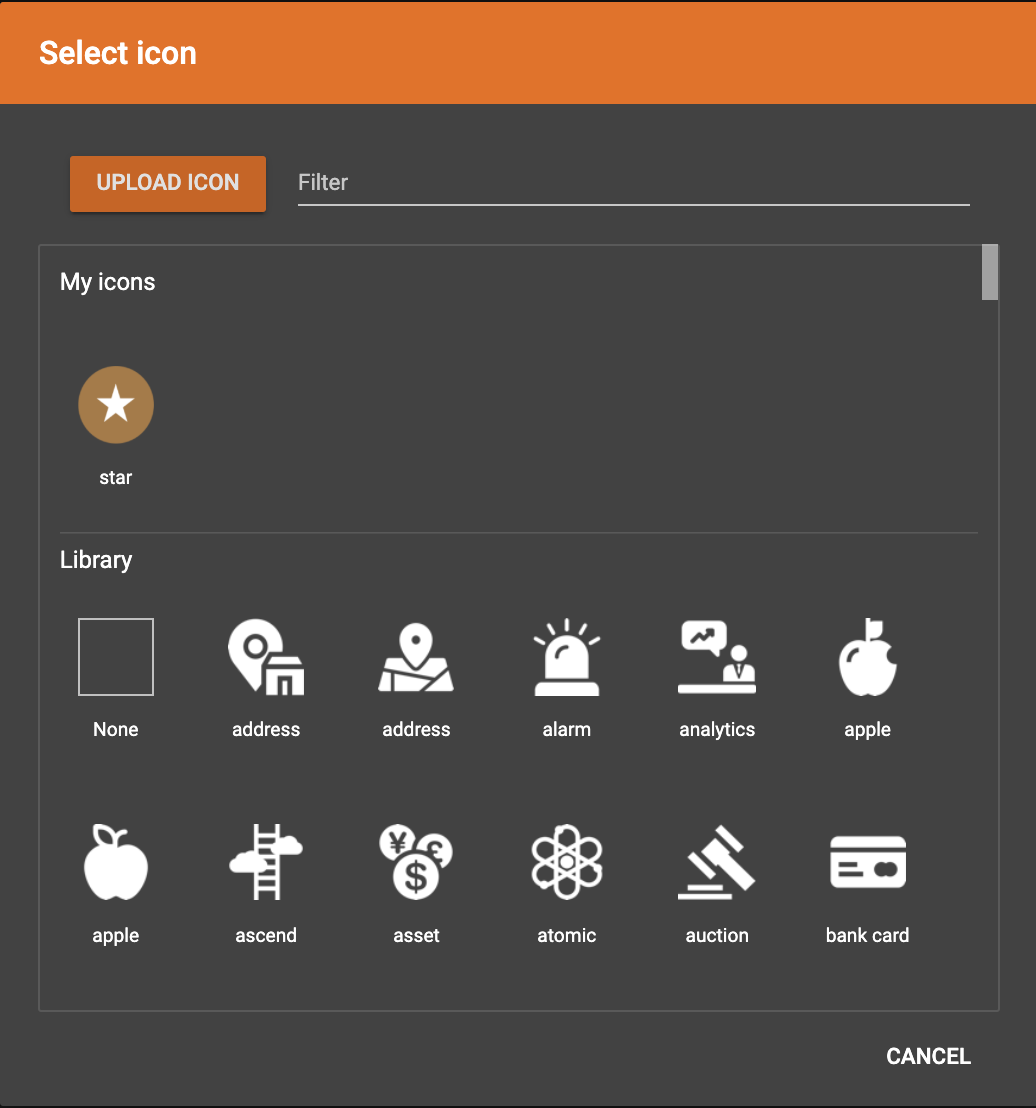 Select icon
UPLOAD ICON Filter
My icons
star
Library
None address address alarm analytics apple
¥ £ $
apple ascend asset atomic auction bank card
CANCEL